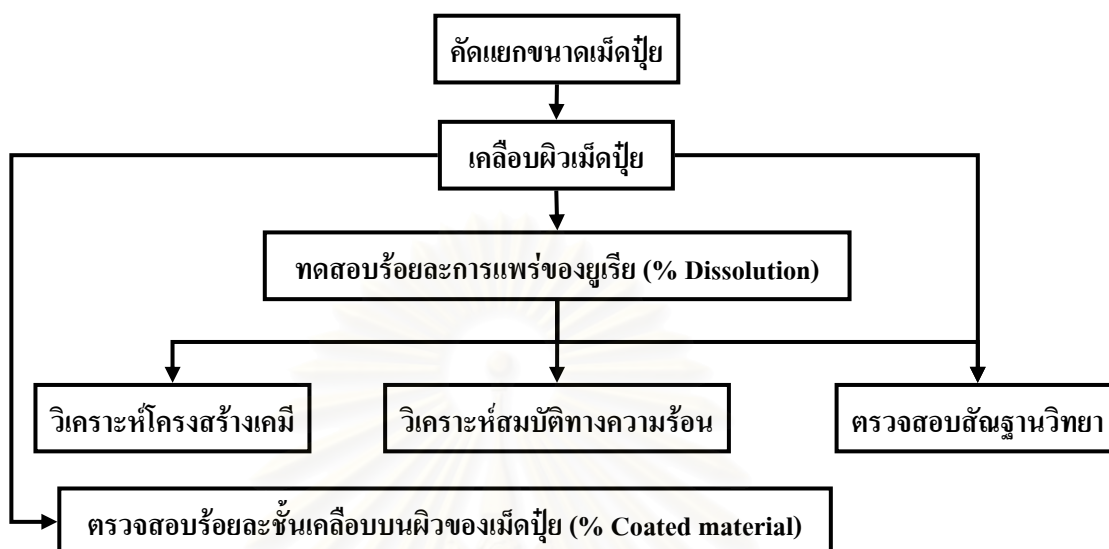 คัดแยกขนาดเม็ดปุ๋ย
เคลือบผิวเม็ดปุ๋ย
ทดสอบร้อยละการแพร่ของยูเรีย (% Dissolution)
วิเคราะห์โครงสร้างเคมี
วิเคราะห์สมบัติทางความร้อน
ตรวจสอบสัณฐานวิทยา
ตรวจสอบร้อยละชั้นเคลือบบนผิวของเม็ดปุ๋ย (% Coated material)